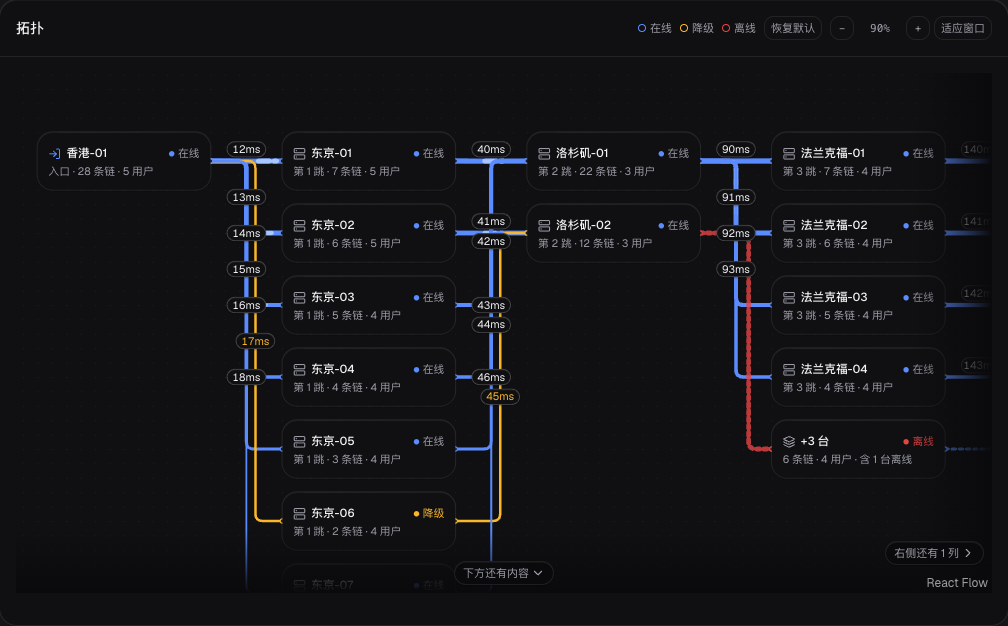 拓扑
在线 降级 离线 恢复默认 − 90% + 适应窗口
香港-01 在线
入口 · 28 条链 · 5 用户
12ms
13ms
14ms
15ms
16ms
17ms
18ms
东京-01 在线
第 1 跳 · 7 条链 · 5 用户
东京-02 在线
第 1 跳 · 6 条链 · 5 用户
东京-03 在线
第 1 跳 · 5 条链 · 4 用户
东京-04 在线
第 1 跳 · 4 条链 · 4 用户
东京-05 在线
第 1 跳 · 3 条链 · 4 用户
东京-06 降级
第 1 跳 · 2 条链 · 4 用户
东京-07 在线
40ms
41ms
42ms
43ms
44ms
46ms
45ms
洛杉矶-01 在线
第 2 跳 · 22 条链 · 3 用户
洛杉矶-02 在线
第 2 跳 · 12 条链 · 3 用户
90ms
91ms
92ms
93ms
法兰克福-01 在线
第 3 跳 · 7 条链 · 4 用户
法兰克福-02 在线
第 3 跳 · 6 条链 · 4 用户
法兰克福-03 在线
第 3 跳 · 5 条链 · 4 用户
法兰克福-04 在线
第 3 跳 · 4 条链 · 4 用户
+3 台 离线
6 条链 · 4 用户 · 含 1 台离线
140m
141m
142m
143m
下方还有内容
右侧还有 1 列
React Flow